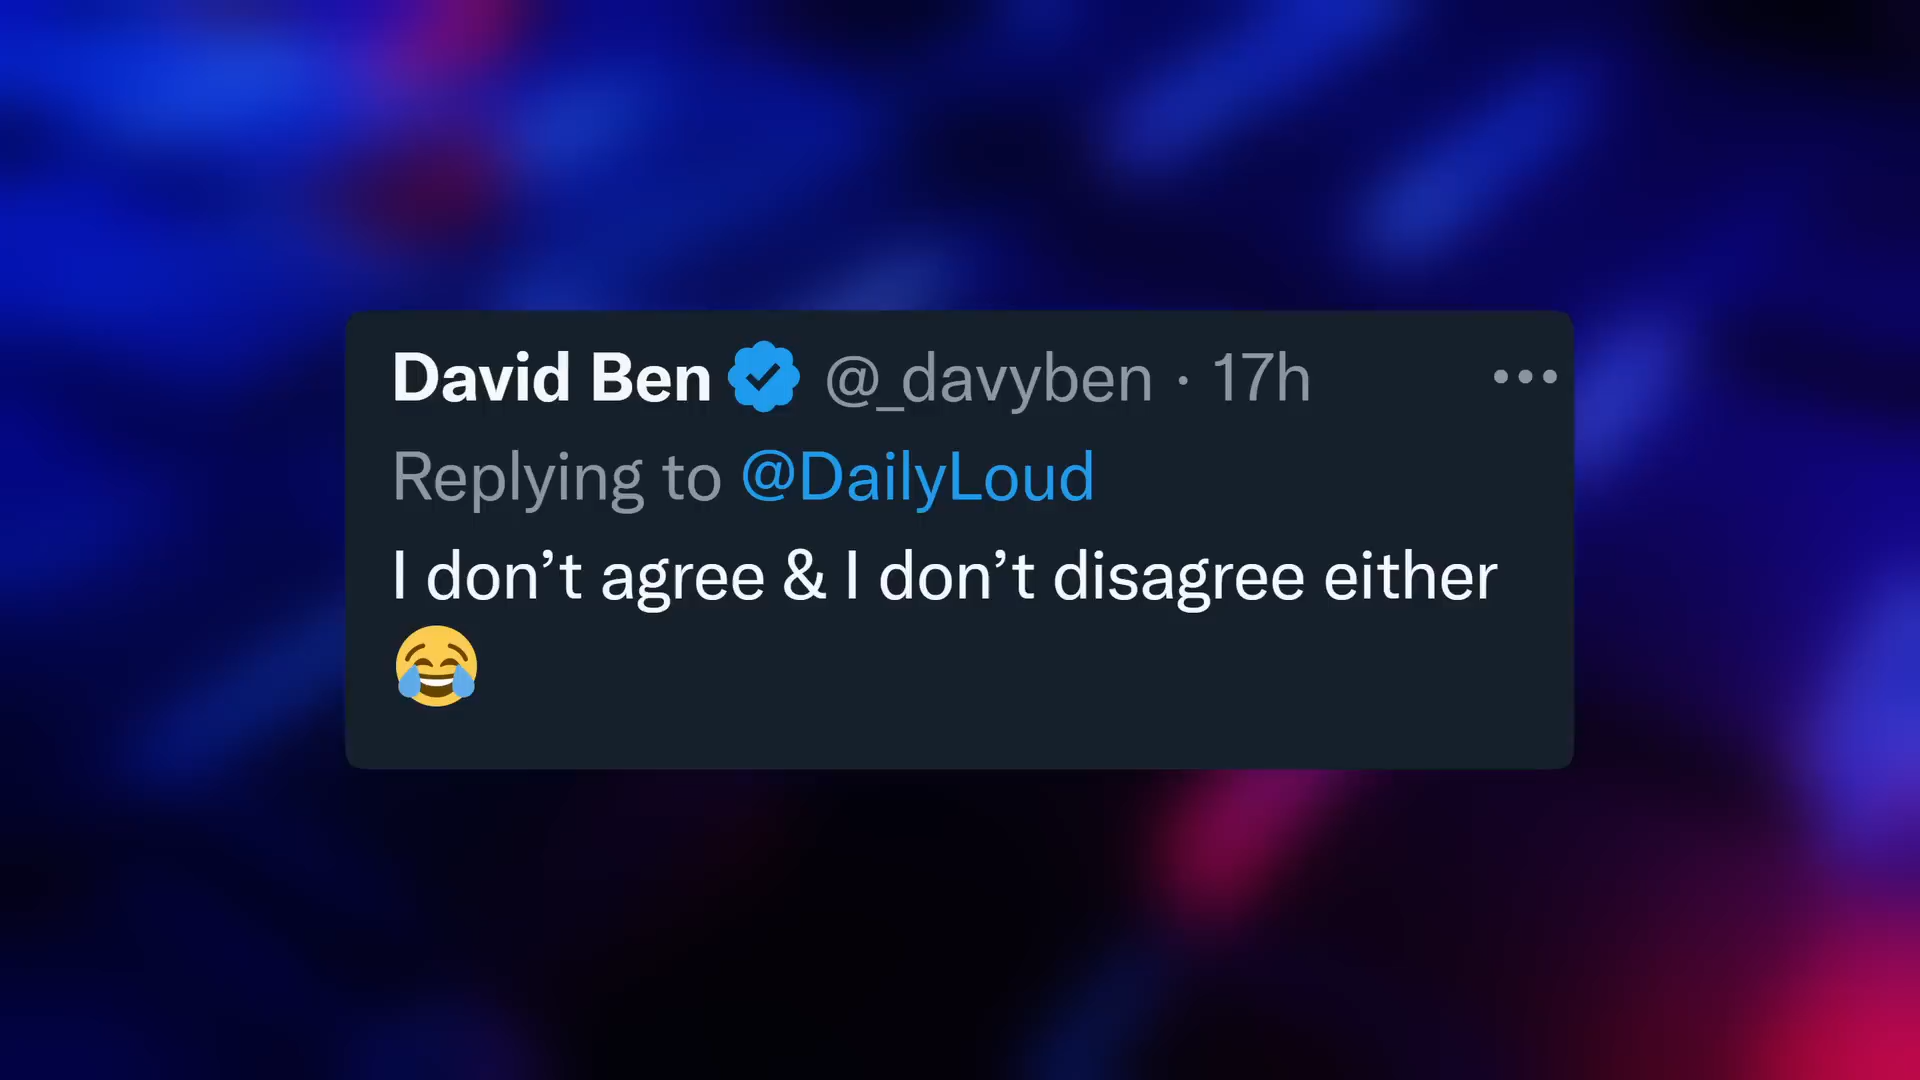 David Ben @_davyben · 17h
Replying to @DailyLoud
I don’t agree & I don’t disagree either
😂